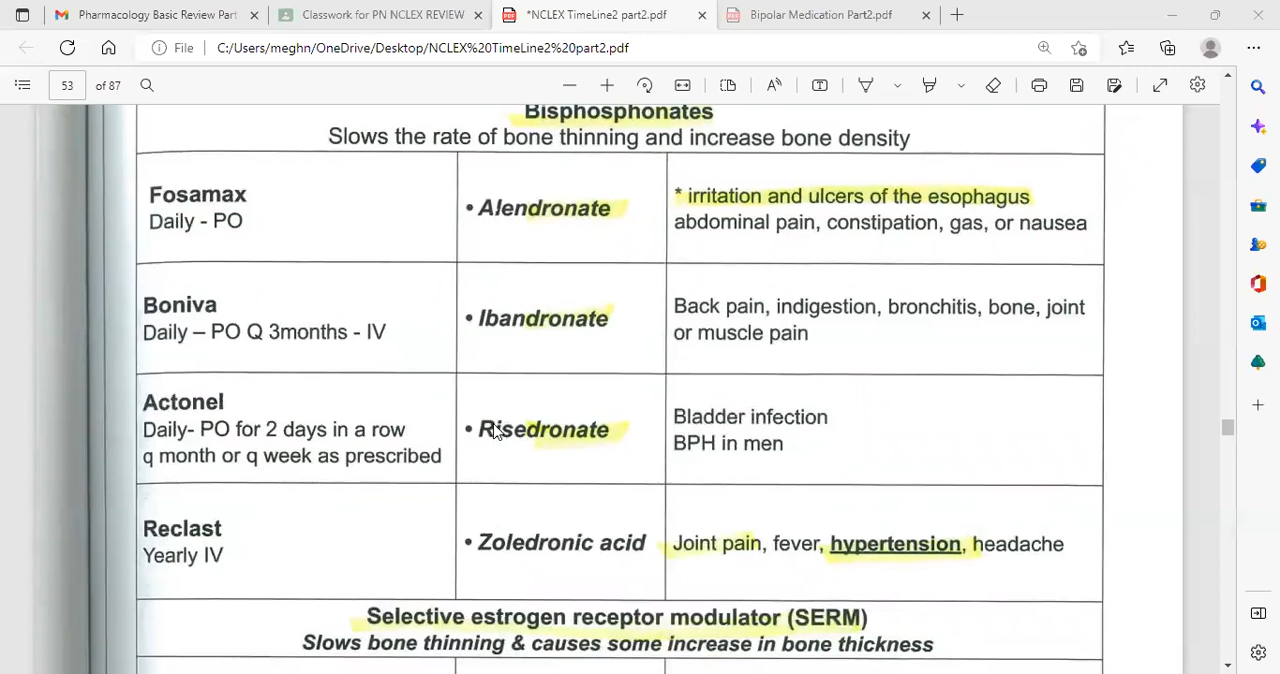 Pharmacology Basic Review Part
Classwork for PN NCLEX REVIEW
*NCLEX TimeLine2 part2.pdf
Bipolar Medication Part2.pdf
File
C:/Users/meghn/OneDrive/Desktop/NCLEX%20TimeLine2%20part2.pdf
53 of 87
Bisphosphonates
Slows the rate of bone thinning and increase bone density
Fosamax
Daily - PO
• Alendronate
* irritation and ulcers of the esophagus
abdominal pain, constipation, gas, or nausea
Boniva
Daily – PO Q 3months - IV
• Ibandronate
Back pain, indigestion, bronchitis, bone, joint
or muscle pain
Actonel
Daily- PO for 2 days in a row
q month or q week as prescribed
• Risedronate
Bladder infection
BPH in men
Reclast
Yearly IV
• Zoledronic acid
Joint pain, fever, hypertension, headache
Selective estrogen receptor modulator (SERM)
Slows bone thinning & causes some increase in bone thickness